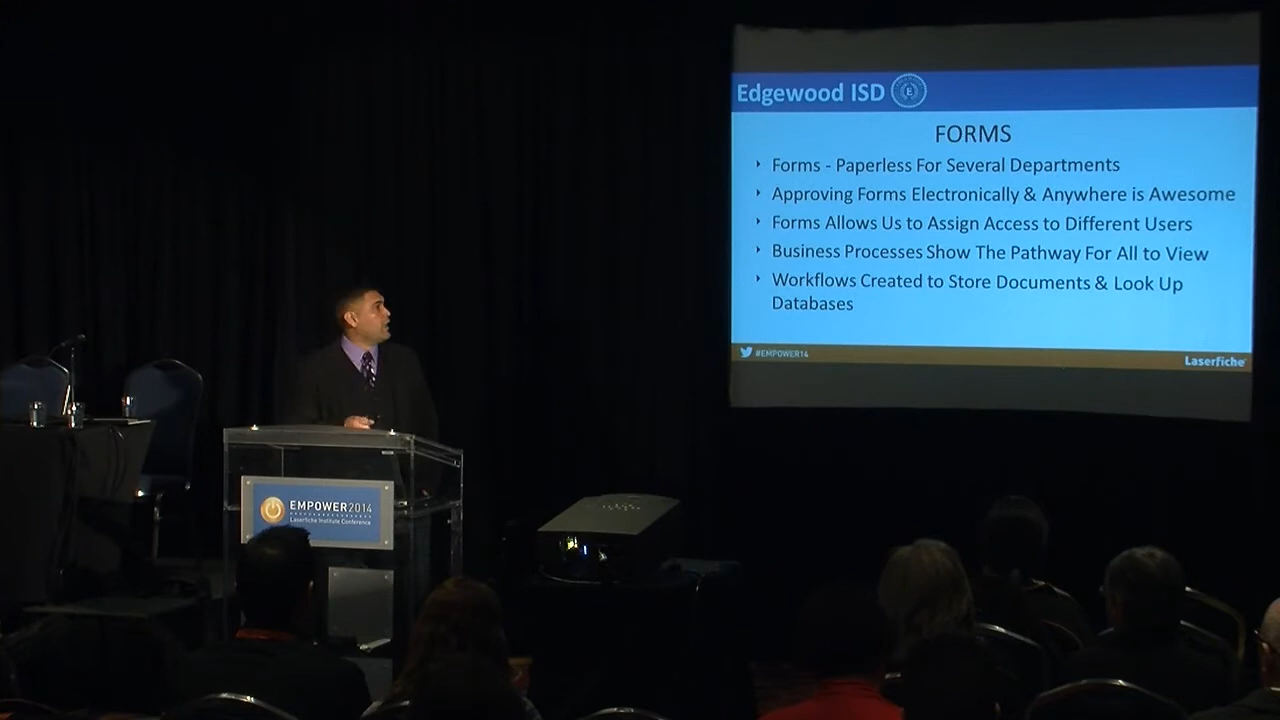 Edgewood ISD
E
FORMS
Forms - Paperless For Several Departments
Approving Forms Electronically & Anywhere is Awesome
Forms Allows Us to Assign Access to Different Users
Business Processes Show The Pathway For All to View
Workflows Created to Store Documents & Look Up
Databases
#EMPOWER14
Laserfiche
EMPOWER2014
Laserfiche Institute Conference